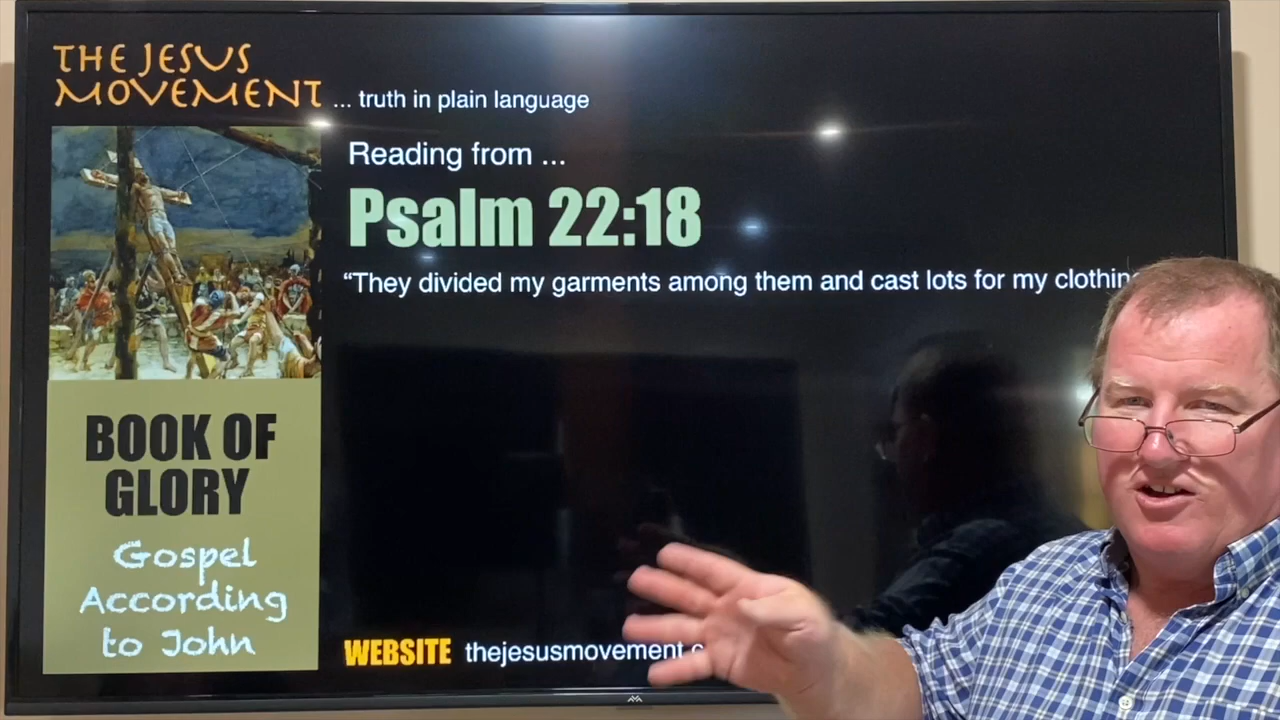 THE JESUS
MOVEMENT ... truth in plain language
Reading from ...
Psalm 22:18
“They divided my garments among them and cast lots for my
BOOK OF
GLORY
Gospel
According
to John
WEBSITE thejesusmovement